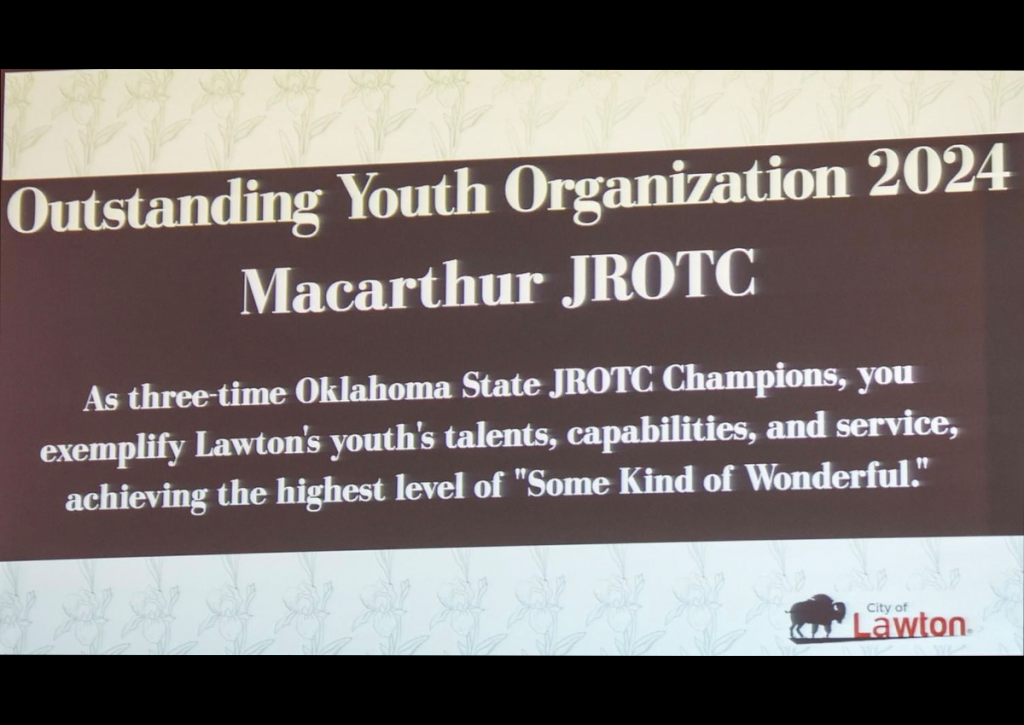 Outstanding Youth Organization 2024
Macarthur JROTC
As three-time Oklahoma State JROTC Champions, you
exemplify Lawton's youth's talents, capabilities, and service,
achieving the highest level of "Some Kind of Wonderful."
City of
Lawton